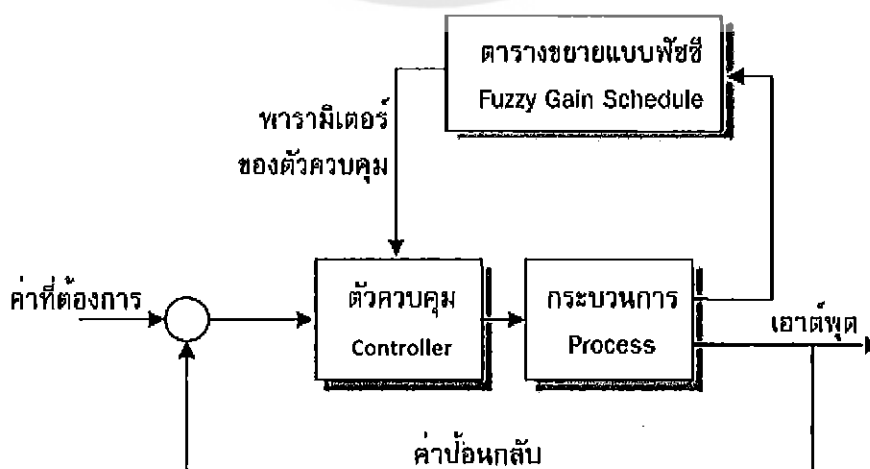 ตารางขยายแบบฟัซซี
Fuzzy Gain Schedule
พารามิเตอร์
ของตัวควบคุม
ค่าที่ต้องการ
ตัวควบคุม
Controller
กระบวนการ
Process
เอาต์พุต
ค่าป้อนกลับ